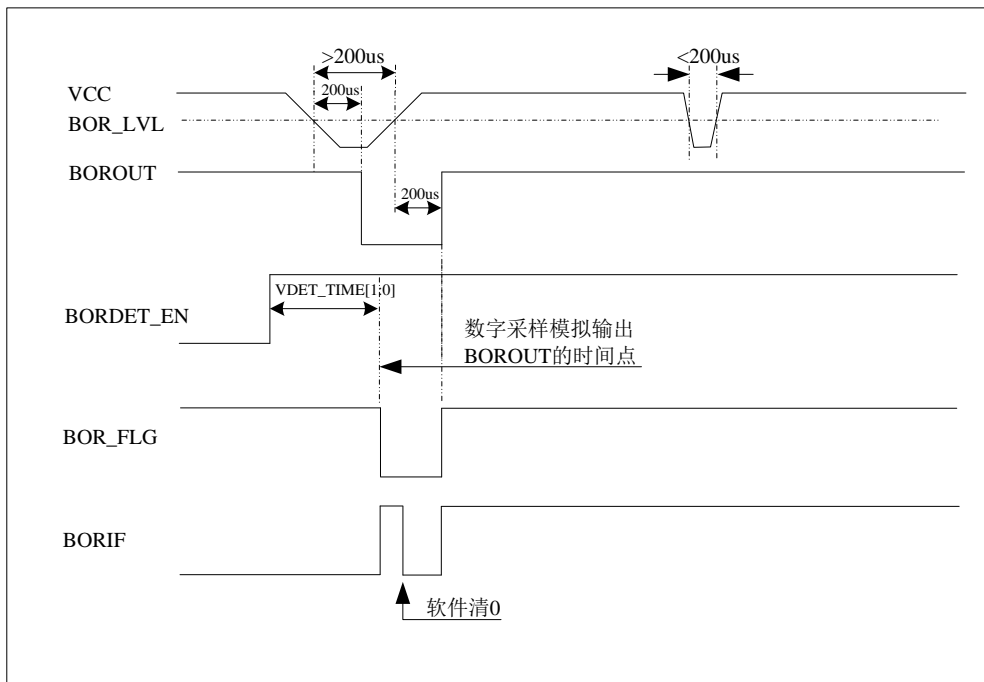 >200us
<200us
200us
VCC
BOR_LVL
BOROUT
200us
VDET_TIME[1:0]
BORDET_EN
数字采样模拟输出
BOROUT的时间点
BOR_FLG
BORIF
软件清0